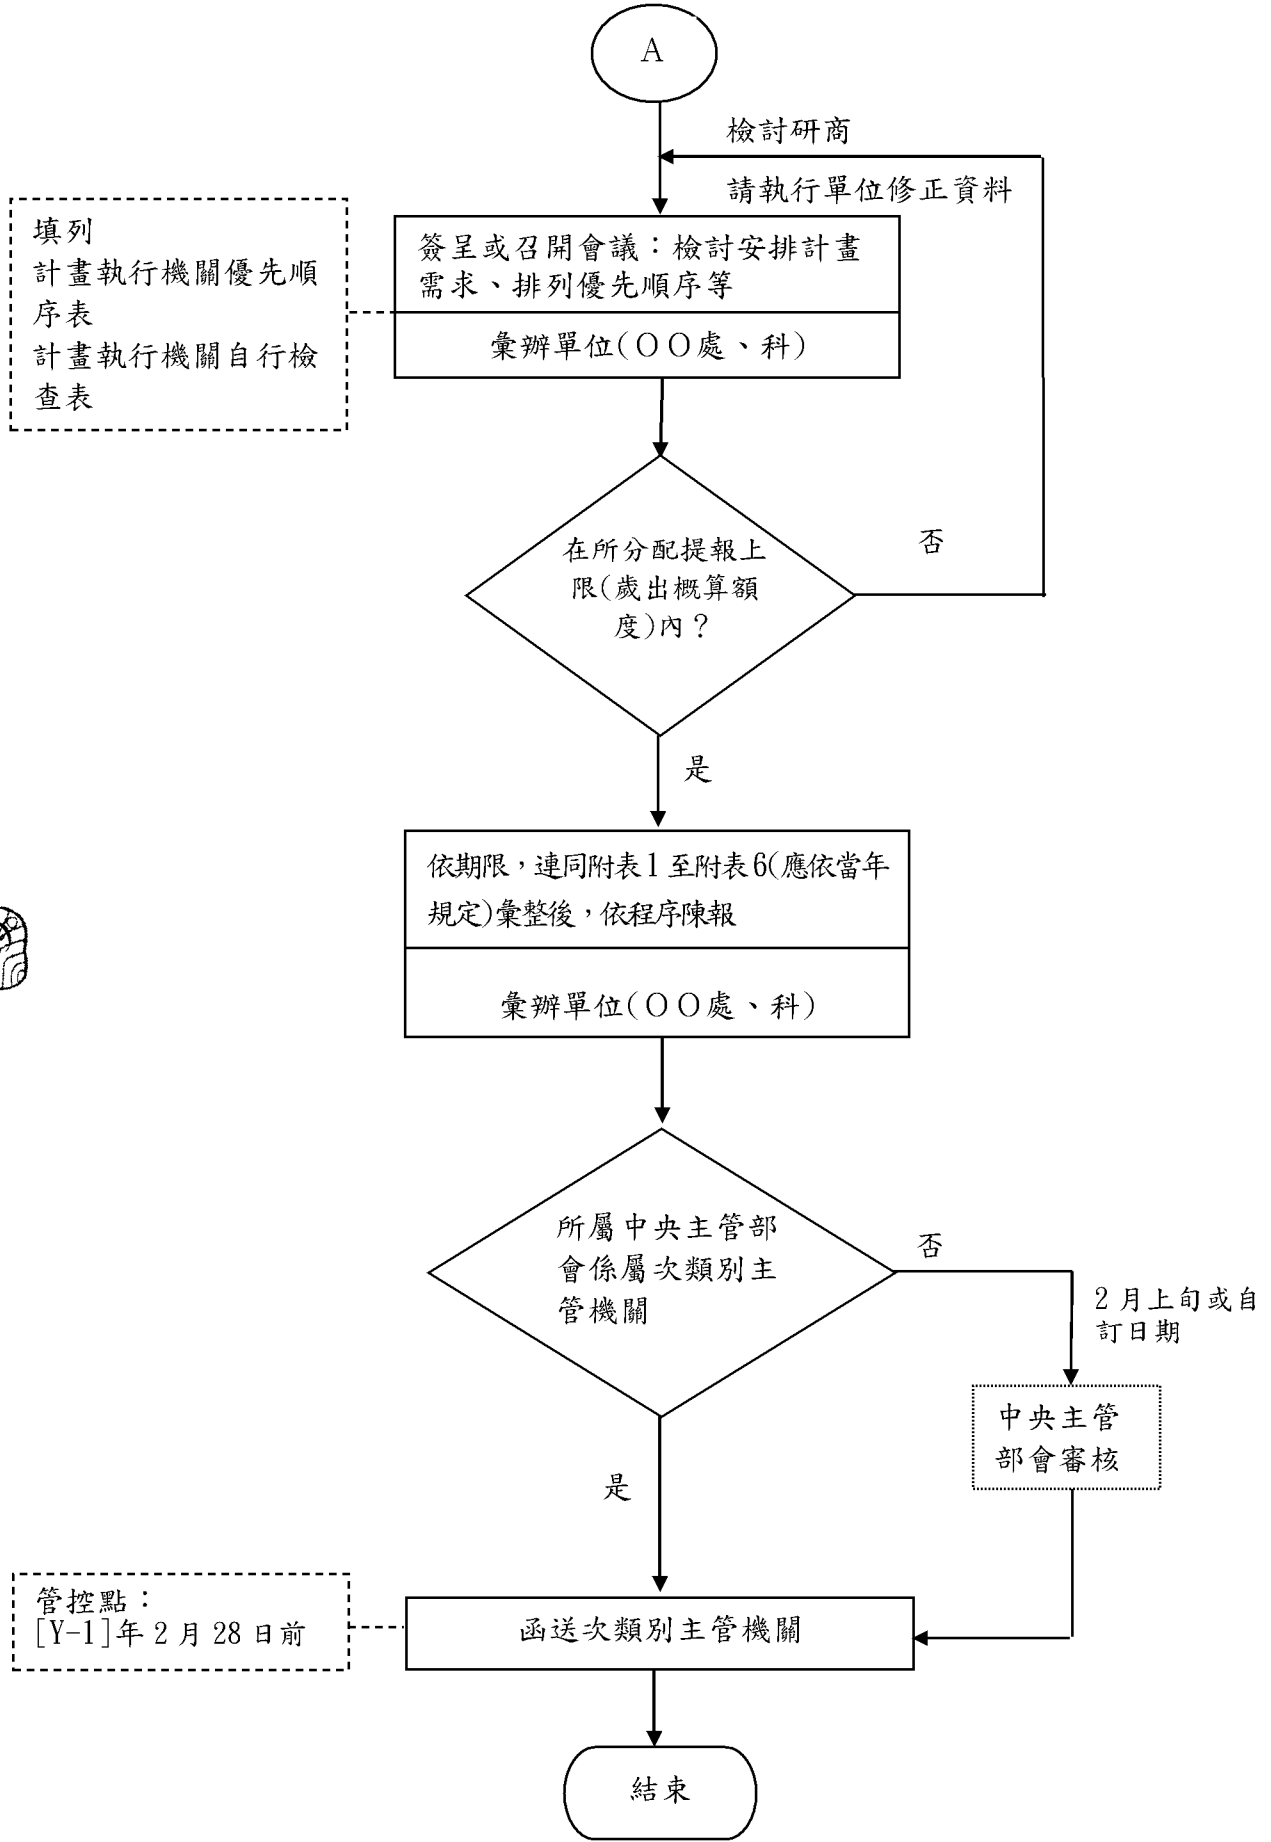 A
檢討研商
請執行單位修正資料
填列
計畫執行機關優先順
序表
計畫執行機關自行檢
查表
簽呈或召開會議：檢討安排計畫
需求、排列優先順序等
彙辦單位(ＯＯ處、科)
在所分配提報上
限(歲出概算額
度)內？
否
是
依期限，連同附表1至附表6(應依當年
規定)彙整後，依程序陳報
彙辦單位(ＯＯ處、科)
所屬中央主管部
會係屬次類別主
管機關
否
2月上旬或自
訂日期
中央主管
部會審核
是
管控點：
[Y-1]年2月28日前
函送次類別主管機關
結束